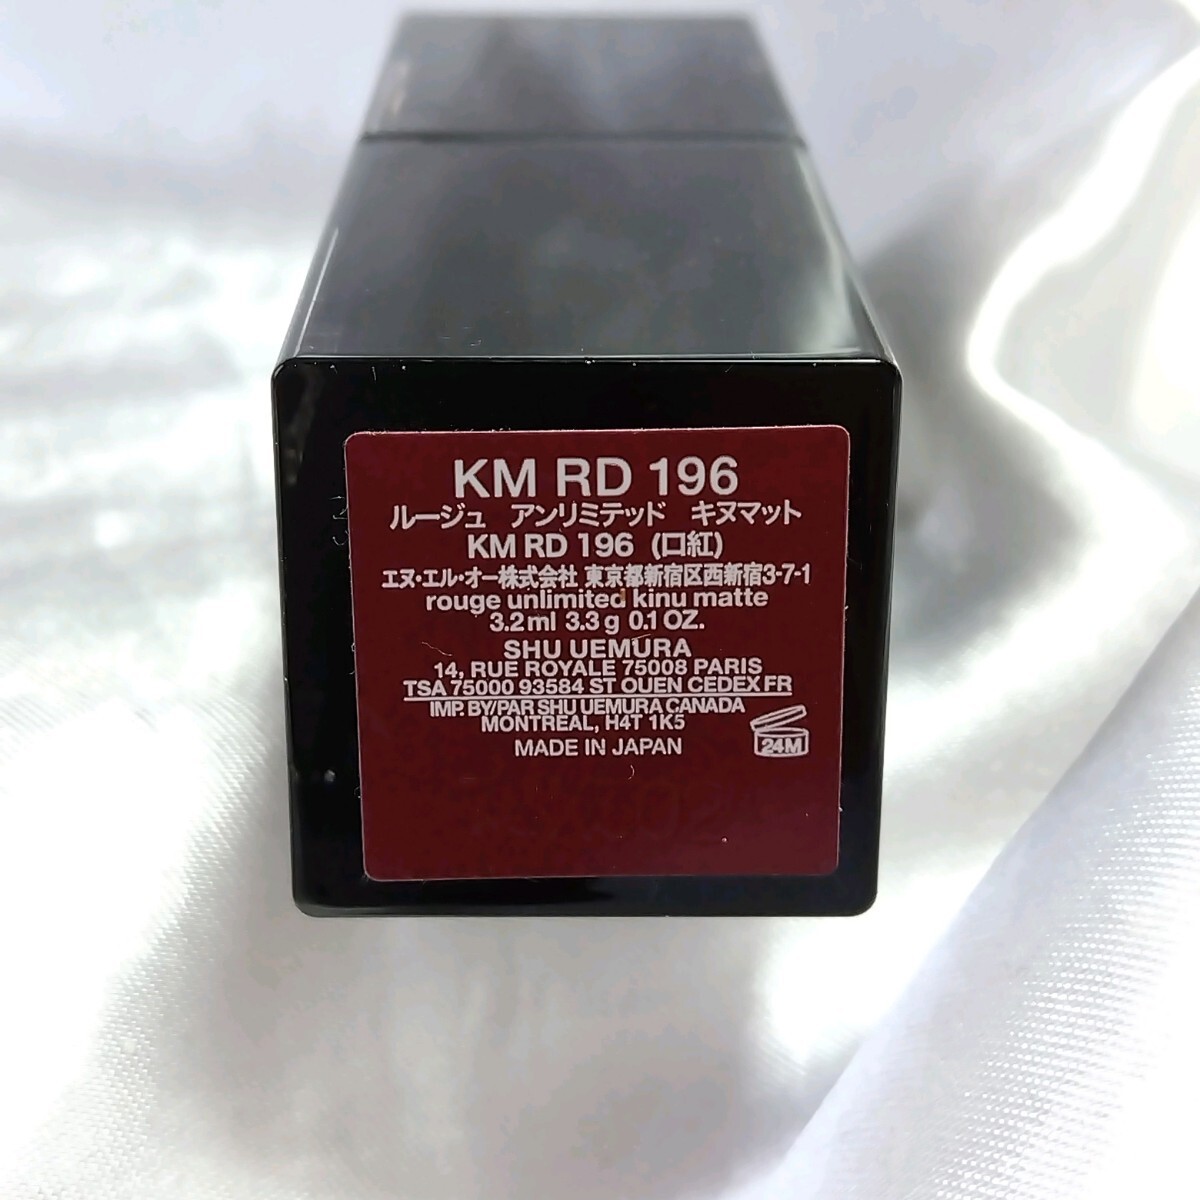 KM RD 196
ルージュ　アンリミテッド　キヌマット
KM RD 196 (口紅)
エヌ・エル・オー株式会社 東京都新宿区西新宿3-7-1
rouge unlimited kinu matte
3.2 ml 3.3 g 0.1 OZ.
SHU UEMURA
14, RUE ROYALE 75008 PARIS
TSA 75000 93584 ST OUEN CEDEX FR
IMP. BY/PAR SHU UEMURA CANADA
MONTREAL, H4T 1K5
24M
MADE IN JAPAN